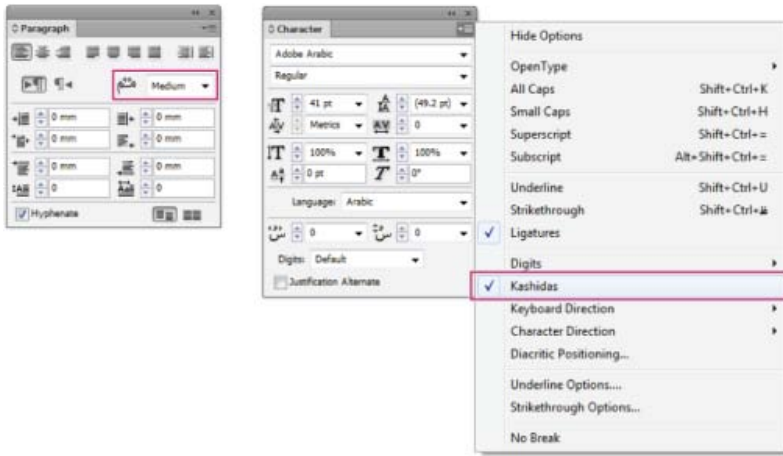 Paragraph
Medium
0 mm 0 mm
0 mm 0 mm
0 mm 0 mm
0 0
Hyphenate
Character
Adobe Arabic
Regular
41 pt (49.2 pt)
Metrics 0
100% 100%
0 pt 0°
Language: Arabic
0 0
Digits: Default
Justification Alternate
Hide Options
OpenType
All Caps Shift+Ctrl+K
Small Caps Shift+Ctrl+H
Superscript Shift+Ctrl+=
Subscript Alt+Shift+Ctrl+=
Underline Shift+Ctrl+U
Strikethrough
Ligatures
Digits
Kashidas
Keyboard Direction
Character Direction
Diacritic Positioning...
Underline Options....
Strikethrough Options...
No Break